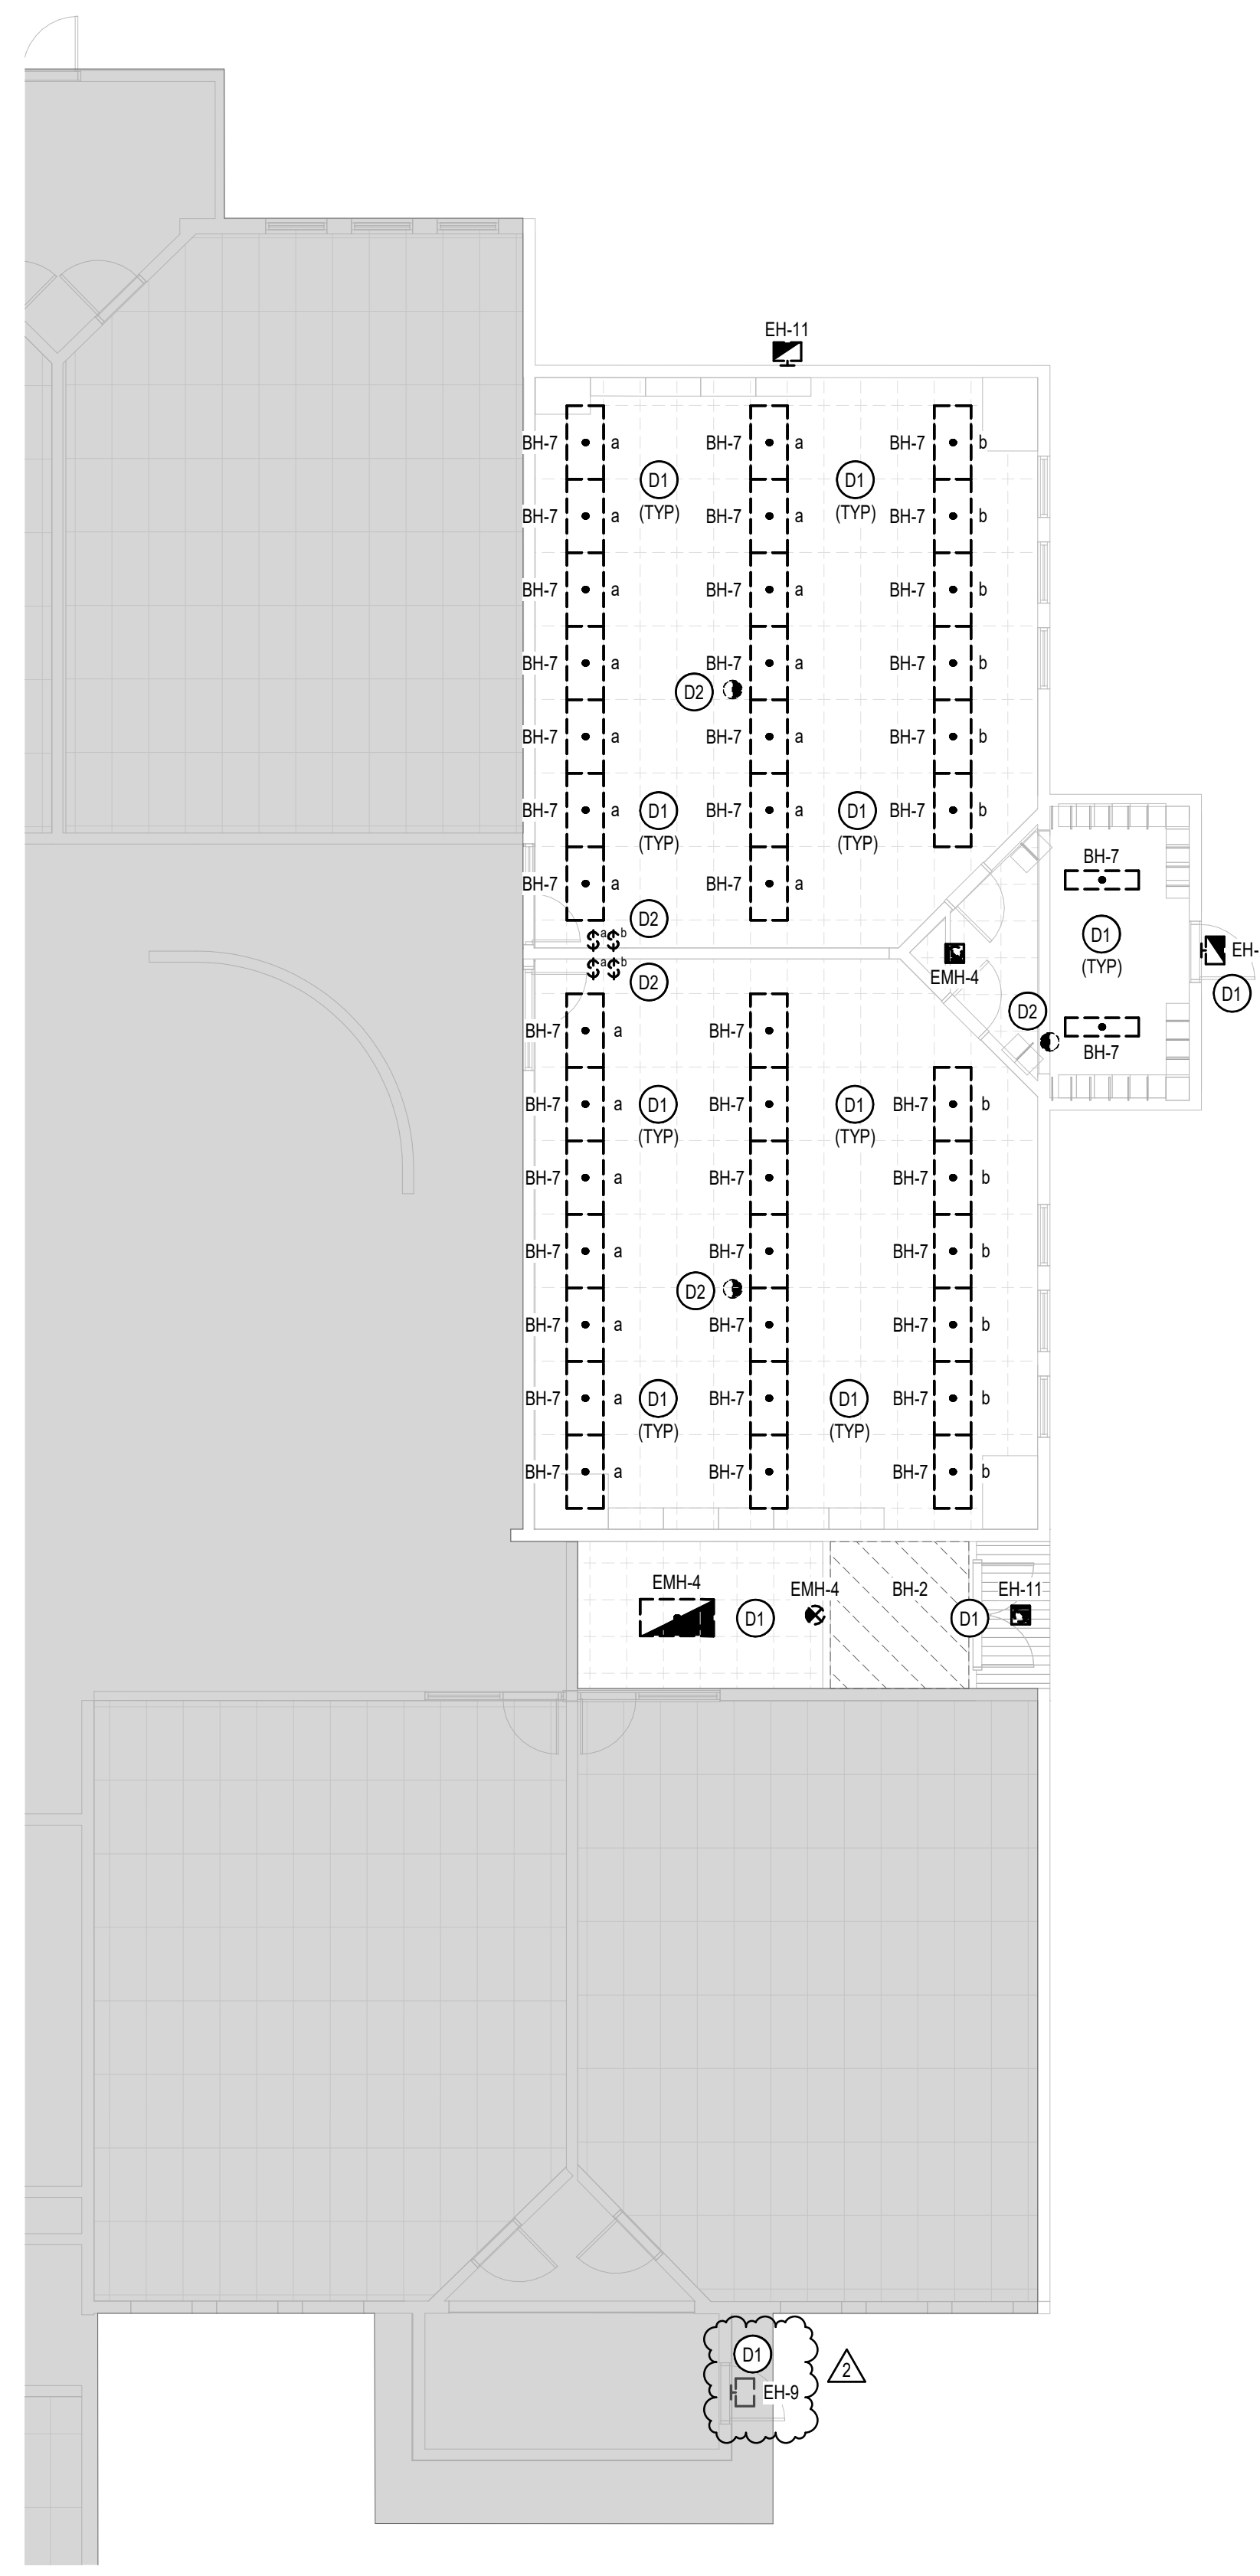 EH-11
BH-7 a BH-7 a BH-7 b
D1 D1
(TYP) (TYP)
BH-7 a BH-7 a BH-7 b
BH-7 a BH-7 a BH-7 b
BH-7 a BH-7 a BH-7 b
D2
BH-7 a BH-7 a BH-7 b
BH-7 a D1 BH-7 a D1 BH-7 b
(TYP) (TYP)
BH-7
BH-7 a BH-7 a
D2
a b
D1
(TYP)
EH-
D1
EMH-4
a b
D2
D2
BH-7
BH-7 a BH-7
BH-7 a D1 BH-7 D1 BH-7 b
(TYP) (TYP)
BH-7 a BH-7 BH-7 b
BH-7 a BH-7 BH-7 b
D2
BH-7 a BH-7 BH-7 b
BH-7 a D1 BH-7 D1 BH-7 b
(TYP) (TYP)
BH-7 a BH-7 BH-7 b
EMH-4 EMH-4 BH-2 EH-11
D1 D1
D1
2
EH-9